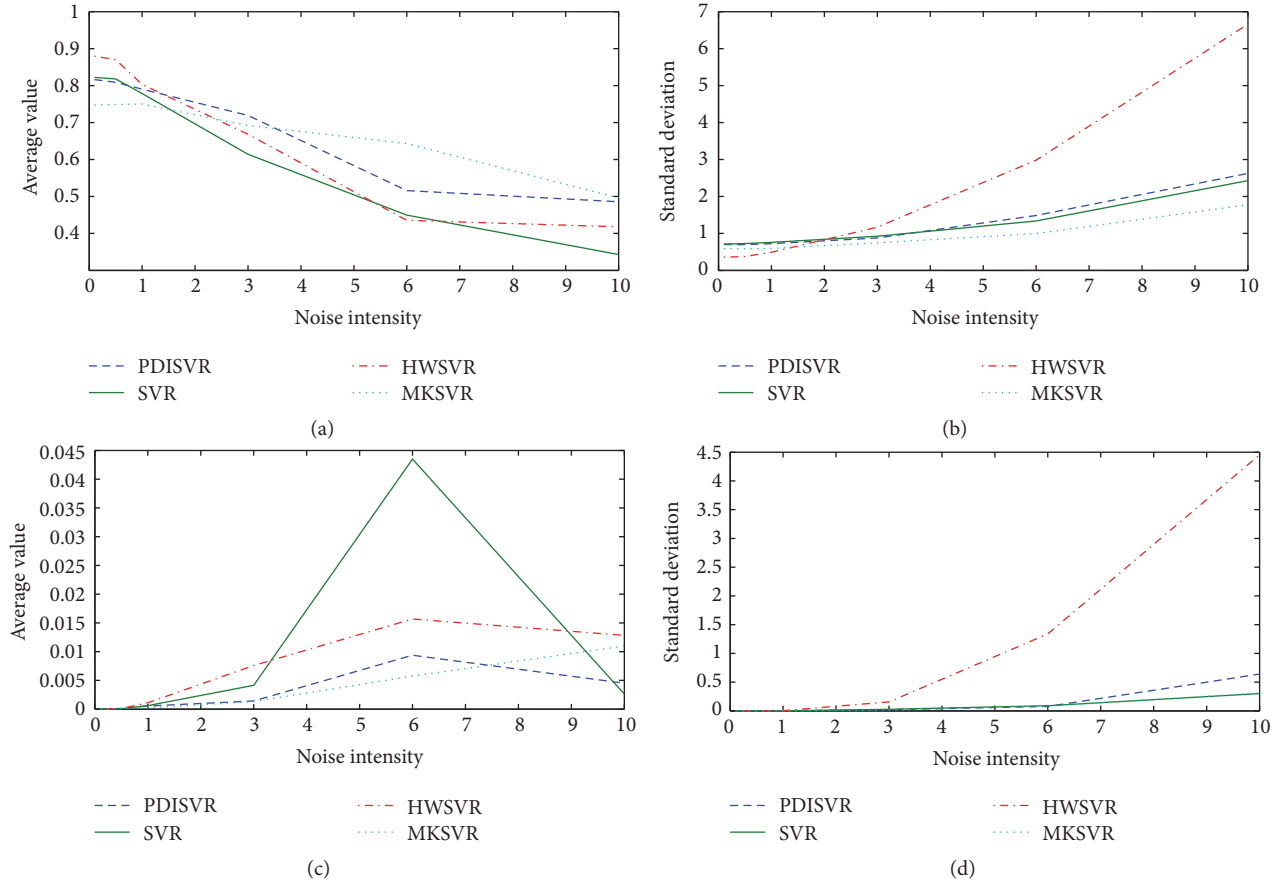 1
0.9
0.8
0.7
0.6
0.5
0.4
Average value
0 1 2 3 4 5 6 7 8 9 10
Noise intensity
PDISVR
SVR
HWSVR
MKSVR
(a)
7
6
5
4
3
2
1
0
Standard deviation
0 1 2 3 4 5 6 7 8 9 10
Noise intensity
PDISVR
SVR
HWSVR
MKSVR
(b)
0.045
0.04
0.035
0.03
0.025
0.02
0.015
0.01
0.005
0
Average value
0 1 2 3 4 5 6 7 8 9 10
Noise intensity
PDISVR
SVR
HWSVR
MKSVR
(c)
4.5
4
3.5
3
2.5
2
1.5
1
0.5
0
Standard deviation
0 1 2 3 4 5 6 7 8 9 10
Noise intensity
PDISVR
SVR
HWSVR
MKSVR
(d)